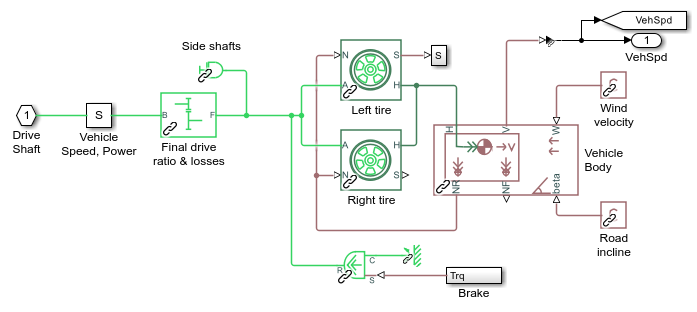 VehSpd
1
VehSpd
Side shafts
N
S
S
A
H
Left tire
Wind
velocity
1
Drive
Shaft
S
Vehicle
Speed, Power
B
F
Final drive
ratio & losses
A
H
N
S
Right tire
H
V
W
V
NR
NF
beta
Vehicle
Body
Road
incline
R
C
S
Trq
Brake